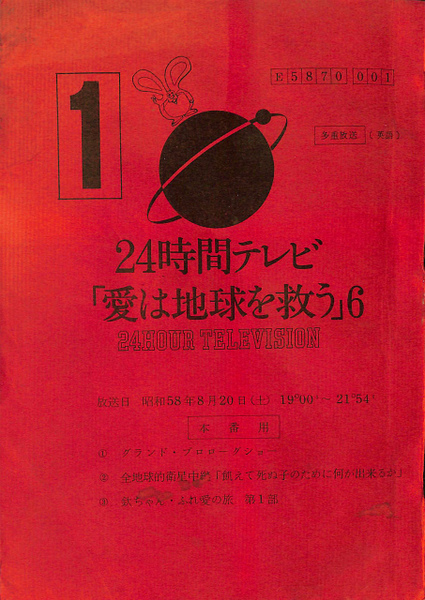 1
E5870 001
多重放送 〔英語〕
24時間テレビ
「愛は地球を救う」6
24HOUR TELEVISION
放送日 昭和58年8月20日(土) 19°00'～21°54'
本番用
① グランド・プロローグショー
② 全地球的衛星中継「飢えて死ぬ子のために何が出来るか」
③ 欽ちゃん・ふれ愛の旅 第1部